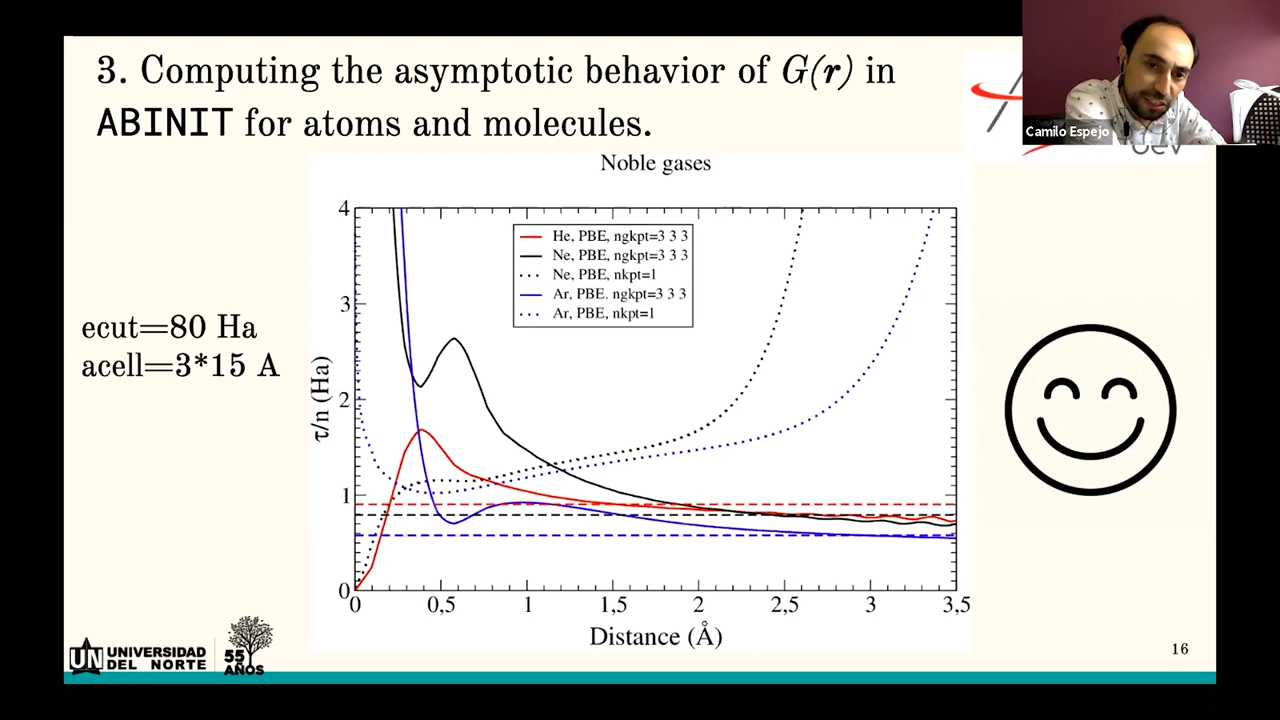 3. Computing the asymptotic behavior of G(r) in
ABINIT for atoms and molecules.
Camilo Espejo
Noble gases
ecut=80 Ha
acell=3*15 A
τ/n (Ha)
4
3
2
1
0
He, PBE, ngkpt=3 3 3
Ne, PBE, ngkpt=3 3 3
Ne, PBE, nkpt=1
Ar, PBE. ngkpt=3 3 3
Ar, PBE, nkpt=1
0 0,5 1 1,5 2 2,5 3 3,5
Distance (Å)
UN UNIVERSIDAD
DEL NORTE
55
AÑOS
16